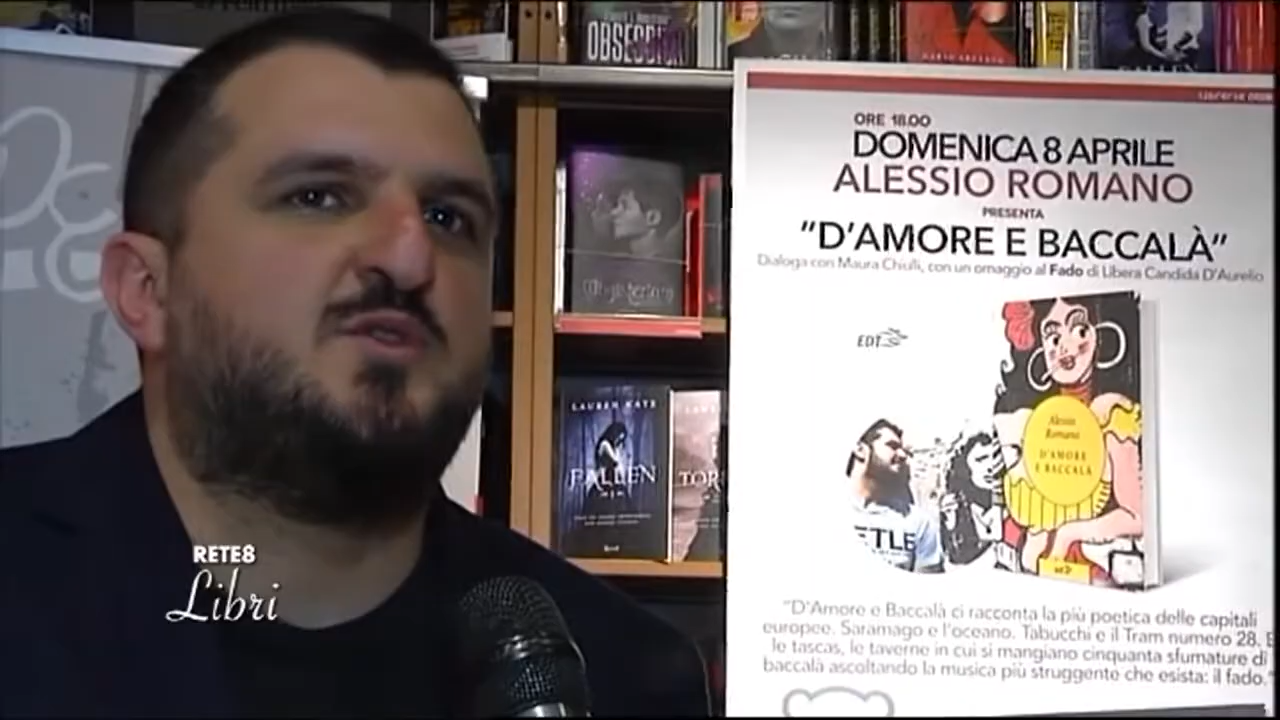 OBSESSION
ORE 18.00
DOMENICA 8 APRILE
ALESSIO ROMANO
PRESENTA
"D'AMORE E BACCALÀ"
Dialoga con Maura Chiulli, con un omaggio al Fado di Libera Candida D'Aurelio
EDT
Alessio
Romano
D'AMORE
E BACCALÀ
ETLE
LAUREN KATE
FALLEN
TOR
RETE8
Libri
"D'Amore e Baccalà ci racconta la più poetica delle capitali
europee. Saramago e l'oceano. Tabucchi e il Tram numero 28. E
le tascas, le taverne in cui si mangiano cinquanta sfumature di
baccalà ascoltando la musica più struggente che esista: il fado."